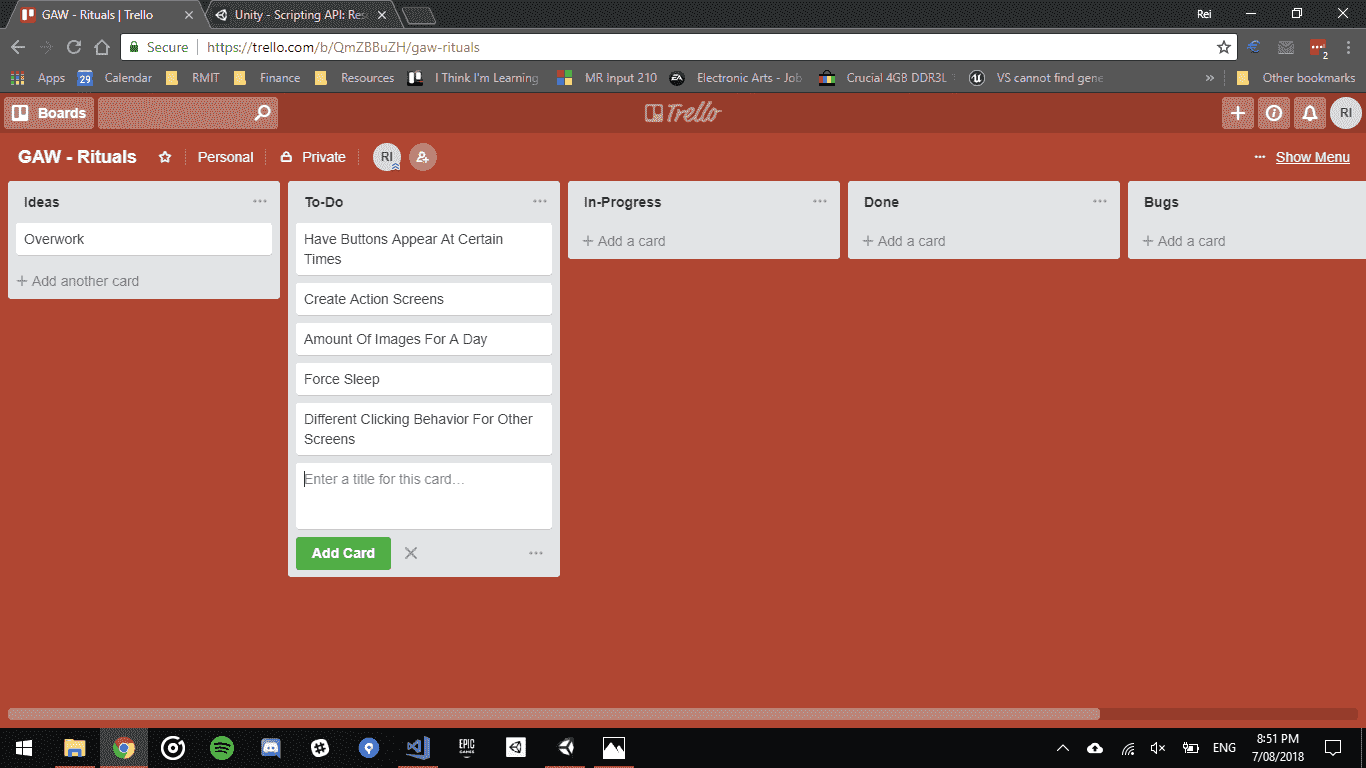 GAW - Rituals | Trello
Unity - Scripting API: Res
Rei
Secure
https://trello.com/b/QmZBBuZH/gaw-rituals
2
Apps
29
Calendar
RMIT
Finance
Resources
I Think I'm Learning
MR Input 210
EA
Electronic Arts - Job
Crucial 4GB DDR3L
VS cannot find gene
»
Other bookmarks
Boards
Trello
RI
GAW - Rituals
Personal
Private
RI
Show Menu
Ideas
Overwork
+ Add another card
To-Do
Have Buttons Appear At Certain
Times
Create Action Screens
Amount Of Images For A Day
Force Sleep
Different Clicking Behavior For Other
Screens
Enter a title for this card…
Add Card
In-Progress
+ Add a card
Done
+ Add a card
Bugs
+ Add a card
EPIC
GAMES
ENG
8:51 PM
7/08/2018